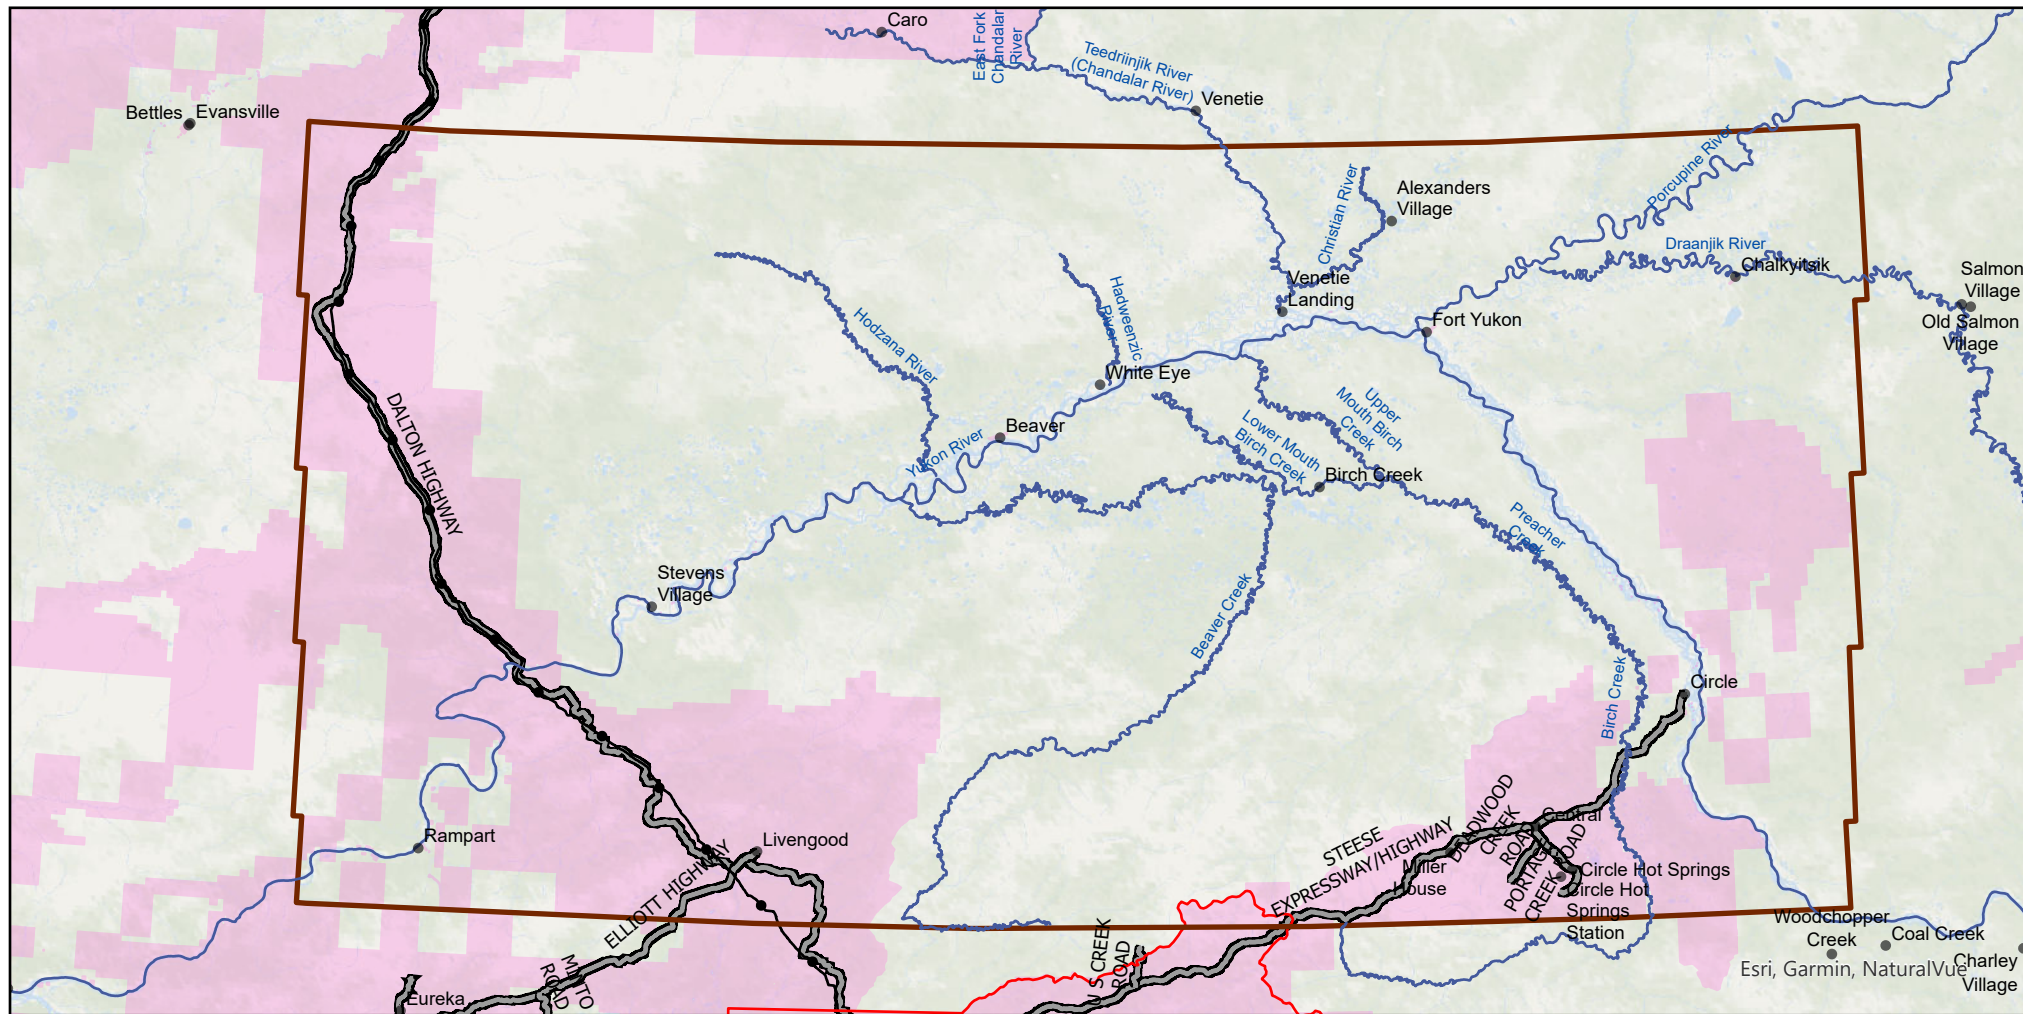 Caro
East Fork
Chandalar
River
Teedriinjik River
(Chandalar River)
Venetie
Bettles
Evansville
Porcupine River
Christian River
Alexanders
Village
Draanjik River
Chalkyitsik
Salmon
Village
Old Salmon
Village
Venetie
Landing
Fort Yukon
Hadweenzic
River
Hodzana River
White Eye
DALTON HIGHWAY
Beaver
Yukon River
Upper
Mouth Birch
Creek
Lower Mouth
Birch Creek
Birch Creek
Preacher
Creek
Stevens
Village
Beaver Creek
Birch Creek
Circle
Rampart
Livengood
ELLIOTT HIGHWAY
STEESE
EXPRESSWAY/HIGHWAY
DEADWOOD
CREEK
ROAD
Central
PORTAGE
CREEK ROAD
Miller
House
Circle Hot Springs
Circle Hot
Springs
Station
Woodchopper
Creek
Coal Creek
Charley
Village
U S CREEK
ROAD
MINTO
ROAD
Eureka
Esri, Garmin, NaturalVue